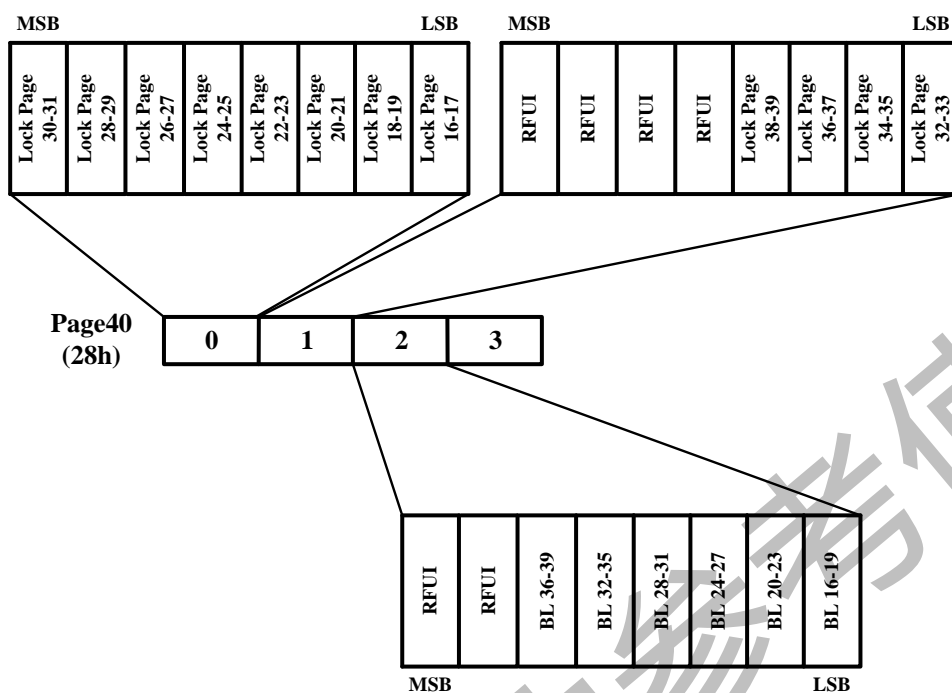 MSB LSB
Lock Page 30-31
Lock Page 28-29
Lock Page 26-27
Lock Page 24-25
Lock Page 22-23
Lock Page 20-21
Lock Page 18-19
Lock Page 16-17
MSB LSB
RFUI
RFUI
RFUI
RFUI
Lock Page 38-39
Lock Page 36-37
Lock Page 34-35
Lock Page 32-33
Page40
(28h)
0 1 2 3
RFUI
RFUI
BL 36-39
BL 32-35
BL 28-31
BL 24-27
BL 20-23
BL 16-19
MSB LSB
参考